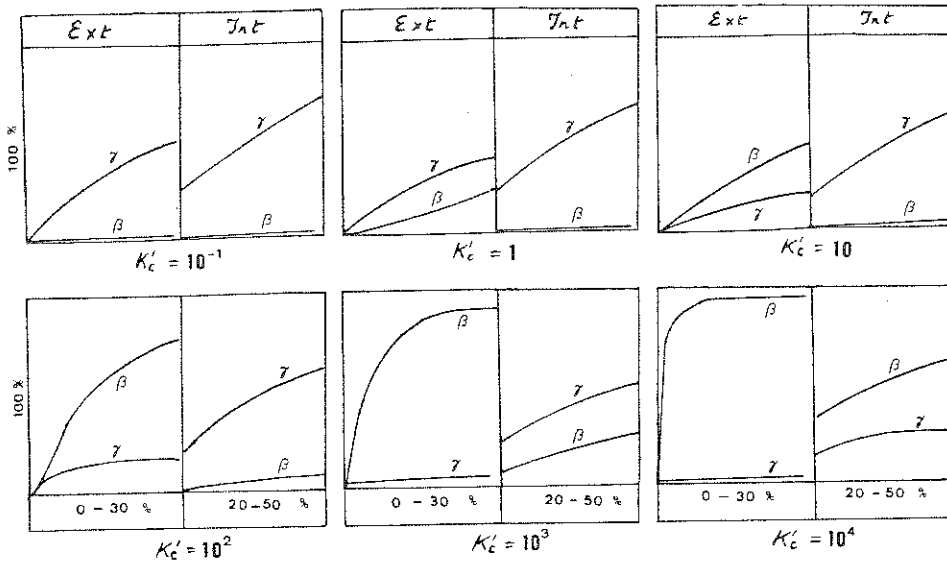 Ext Int Ext Int Ext Int
100 % γ γ γ β γ β γ
β β β γ β
K'c = 10⁻¹ K'c = 1 K'c = 10
100 % β γ γ β β γ β β γ γ
0 – 30 % 20 – 50 % 0 – 30 % 20 – 50 % 0 – 30 % 20 – 50 %
K'c = 10² K'c = 10³ K'c = 10⁴